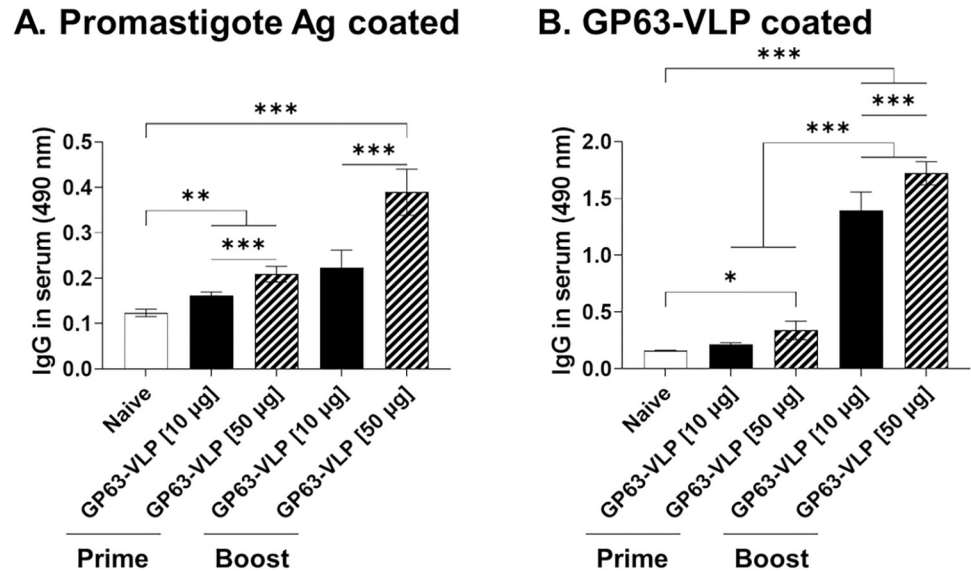 A. Promastigote Ag coated
IgG in serum (490 nm)
0.5
0.4
0.3
0.2
0.1
0.0
***
***
**
***
Naive
GP63-VLP [10 µg]
GP63-VLP [50 µg]
GP63-VLP [10 µg]
GP63-VLP [50 µg]
Prime
Boost
B. GP63-VLP coated
IgG in serum (490 nm)
2.0
1.5
1.0
0.5
0.0
***
***
***
*
Naive
GP63-VLP [10 µg]
GP63-VLP [50 µg]
GP63-VLP [10 µg]
GP63-VLP [50 µg]
Prime
Boost